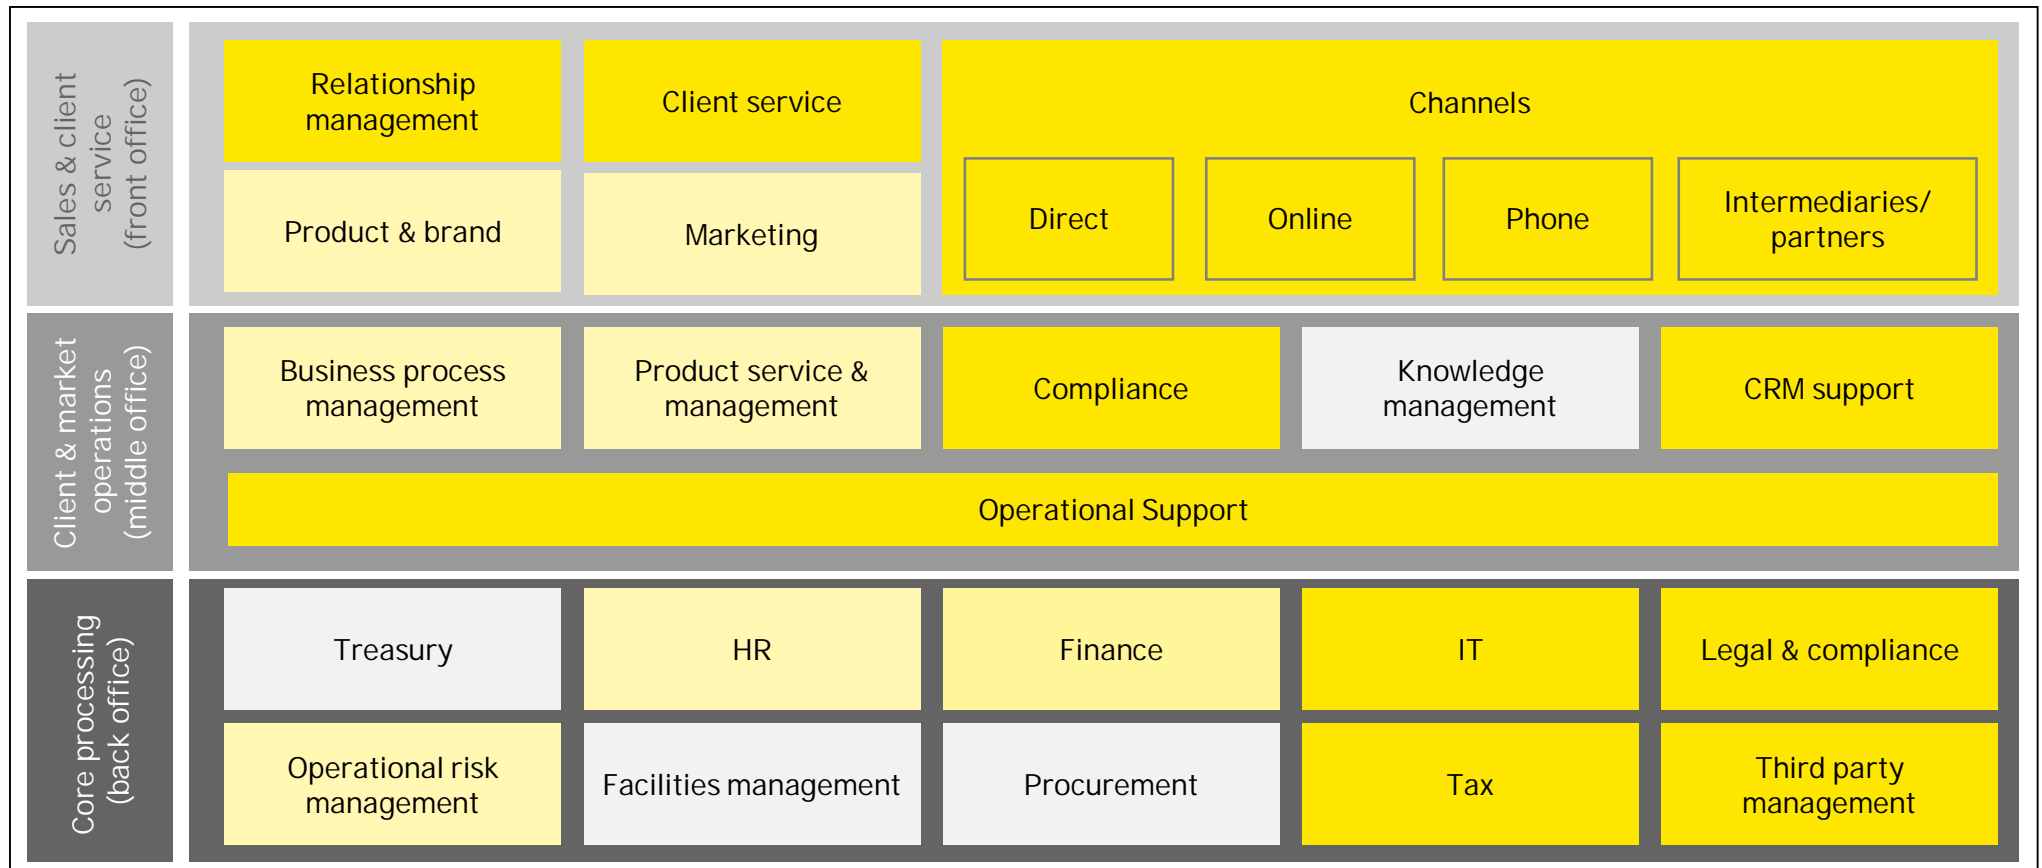 Sales & client
service
(front office)
Relationship
management
Client service
Channels
Product & brand
Marketing
Direct
Online
Phone
Intermediaries/
partners
Client & market
operations
(middle office)
Business process
management
Product service &
management
Compliance
Knowledge
management
CRM support
Operational Support
Core processing
(back office)
Treasury
HR
Finance
IT
Legal & compliance
Operational risk
management
Facilities management
Procurement
Tax
Third party
management